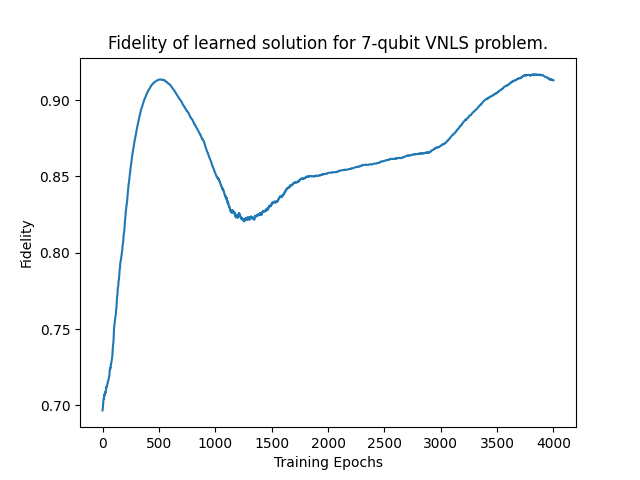 Fidelity of learned solution for 7-qubit VNLS problem.
0.90
0.85
0.80
0.75
0.70
Fidelity
0 500 1000 1500 2000 2500 3000 3500 4000
Training Epochs